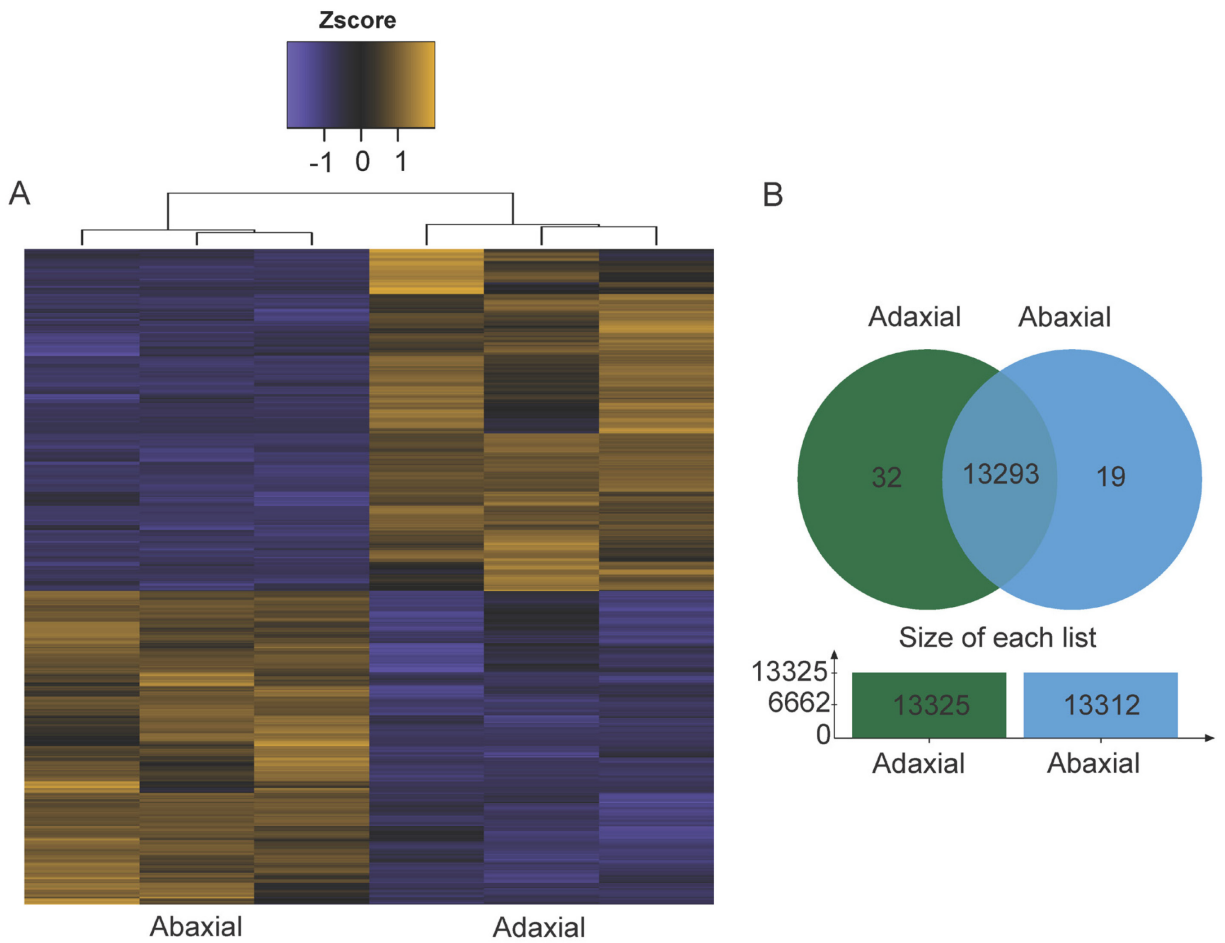 Zscore
-1 0 1
A
Abaxial Adaxial
B
Adaxial Abaxial
32 13293 19
Size of each list
13325
6662
0
13325 13312
Adaxial Abaxial